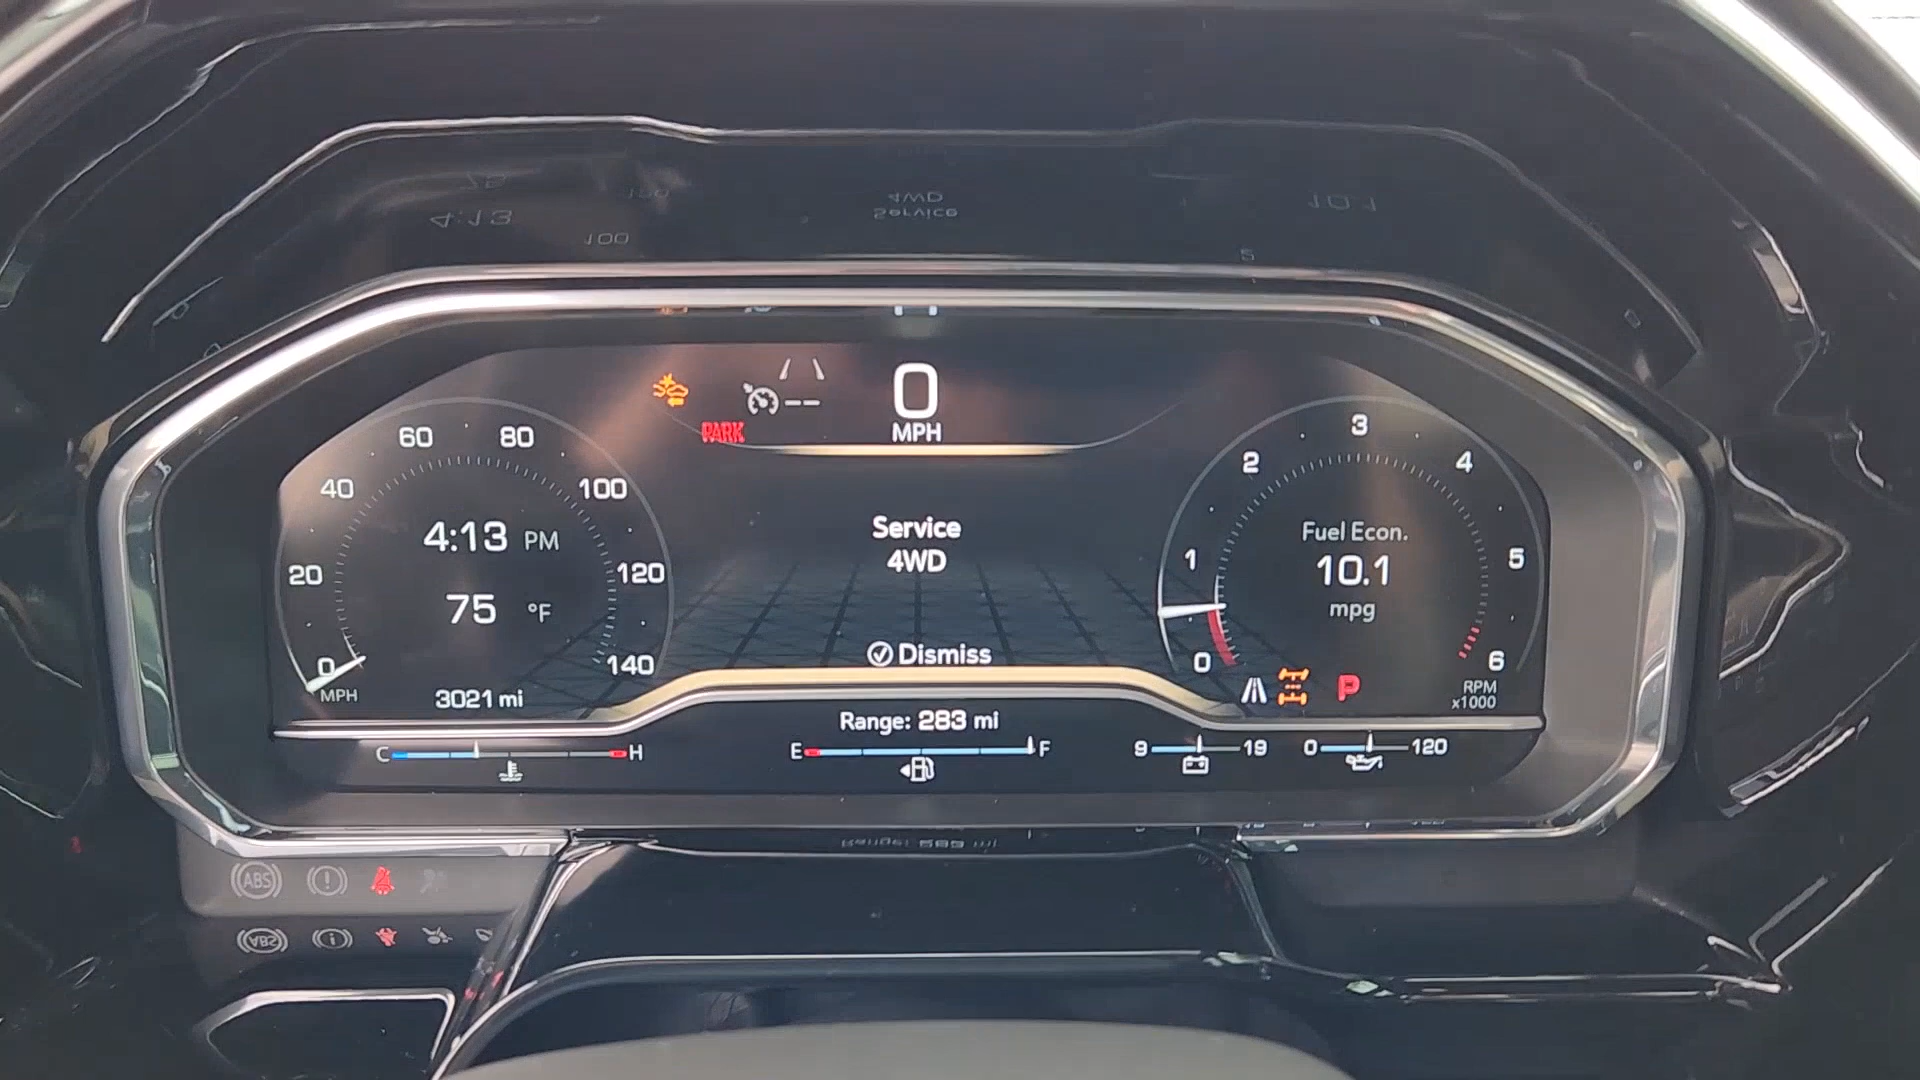 0
MPH
PARK
60 80
40 100
20 120
0 140
MPH
4:13 PM
75 °F
3021 mi
Service
4WD
Dismiss
3
2 4
1 5
0 6
Fuel Econ.
10.1
mpg
P
RPM
x1000
Range: 283 mi
C H
E F
9 19
0 120
ABS